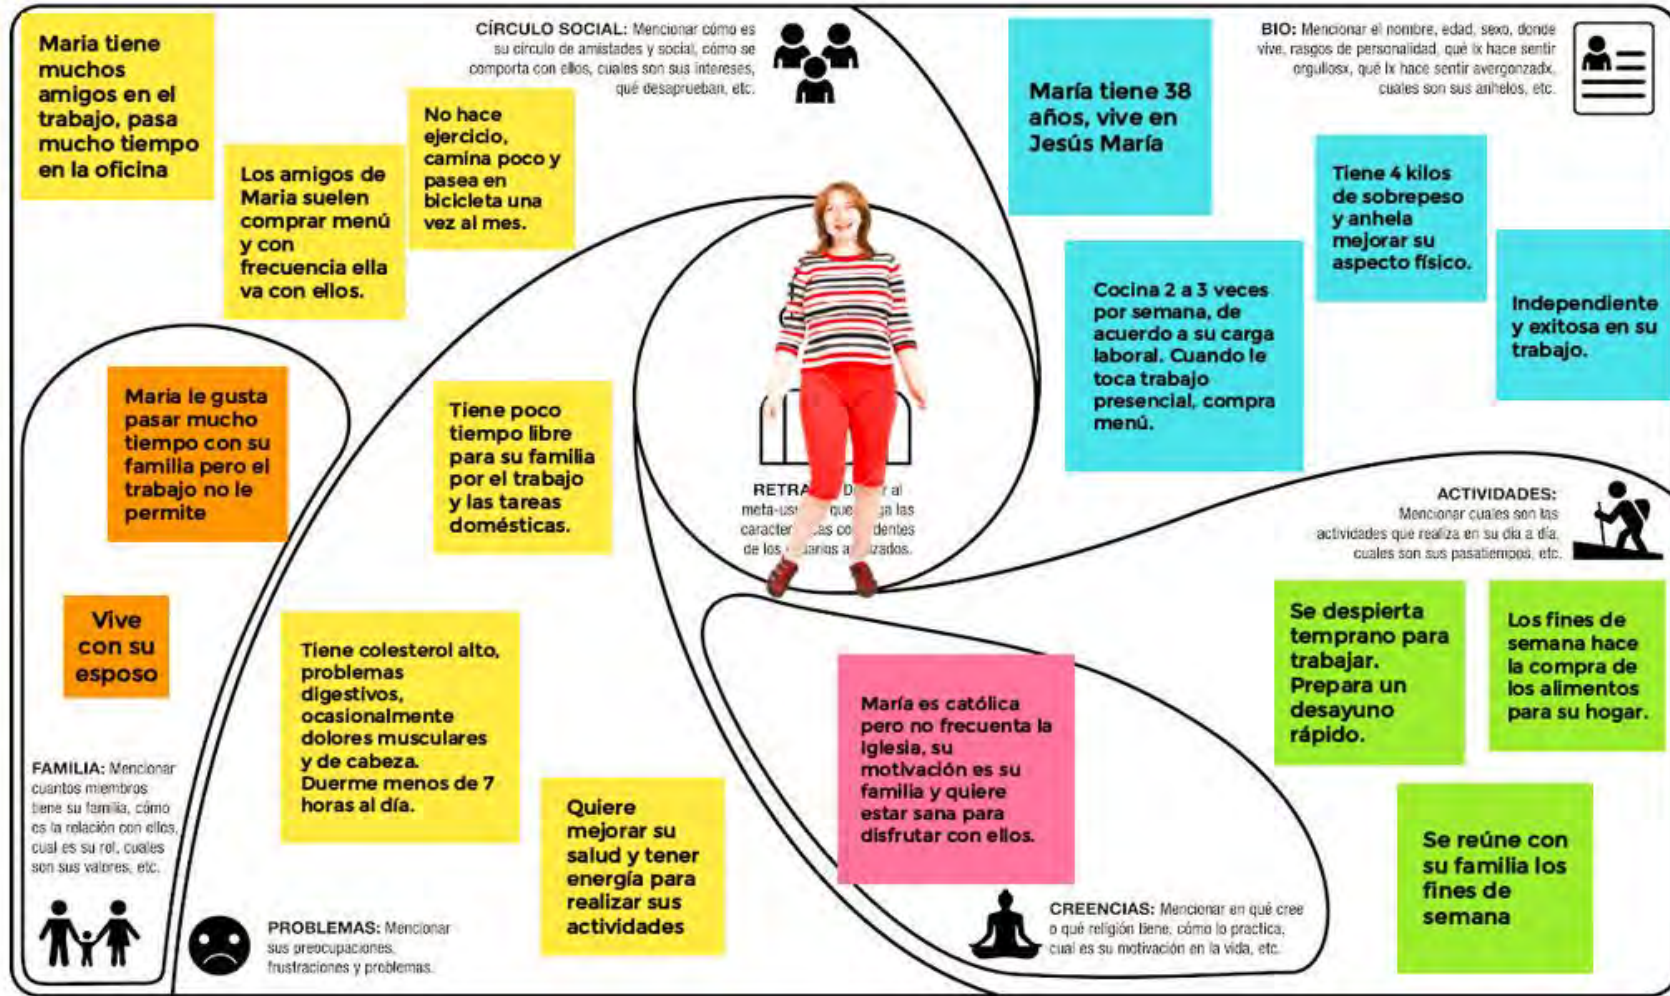 Maria tiene
muchos
amigos en el
trabajo, pasa
mucho tiempo
en la oficina
CÍRCULO SOCIAL: Mencionar cómo es
su círculo de amistades y social, cómo se
comporta con ellos, cuales son sus intereses,
qué desaprueban, etc.
Los amigos de
Maria suelen
comprar menú
y con
frecuencia ella
va con ellos.
No hace
ejercicio,
camina poco y
pasea en
bicicleta una
vez al mes.
BIO: Mencionar el nombre, edad, sexo, donde
vive, rasgos de personalidad, qué lx hace sentir
orgullosx, qué lx hace sentir avergonzadx,
cuales son sus anhelos, etc.
María tiene 38
años, vive en
Jesús María
Tiene 4 kilos
de sobrepeso
y anhela
mejorar su
aspecto físico.
Cocina 2 a 3 veces
por semana, de
acuerdo a su carga
laboral. Cuando le
toca trabajo
presencial, compra
menú.
Independiente
y exitosa en su
trabajo.
Maria le gusta
pasar mucho
tiempo con su
familia pero el
trabajo no le
permite
Vive
con su
esposo
FAMILIA: Mencionar
cuantos miembros
tiene su familia, cómo
es la relación con ellos,
cual es su rol, cuales
son sus valores, etc.
Tiene poco
tiempo libre
para su familia
por el trabajo
y las tareas
domésticas.
Tiene colesterol alto,
problemas
digestivos,
ocasionalmente
dolores musculares
y de cabeza.
Duerme menos de 7
horas al día.
Quiere
mejorar su
salud y tener
energía para
realizar sus
actividades
PROBLEMAS: Mencionar
sus preocupaciones,
frustraciones y problemas.
RETRA al
meta- que las
de los
María es católica
pero no frecuenta la
Iglesia, su
motivación es su
familia y quiere
estar sana para
disfrutar con ellos.
CREENCIAS: Mencionar en qué cree
o qué religión tiene, cómo lo practica,
cual es su motivación en la vida, etc.
ACTIVIDADES:
Mencionar cuales son las
actividades que realiza en su día a día,
cuales son sus pasatiempos, etc.
Se despierta
temprano para
trabajar.
Prepara un
desayuno
rápido.
Los fines de
semana hace
la compra de
los alimentos
para su hogar.
Se reúne con
su familia los
fines de
semana